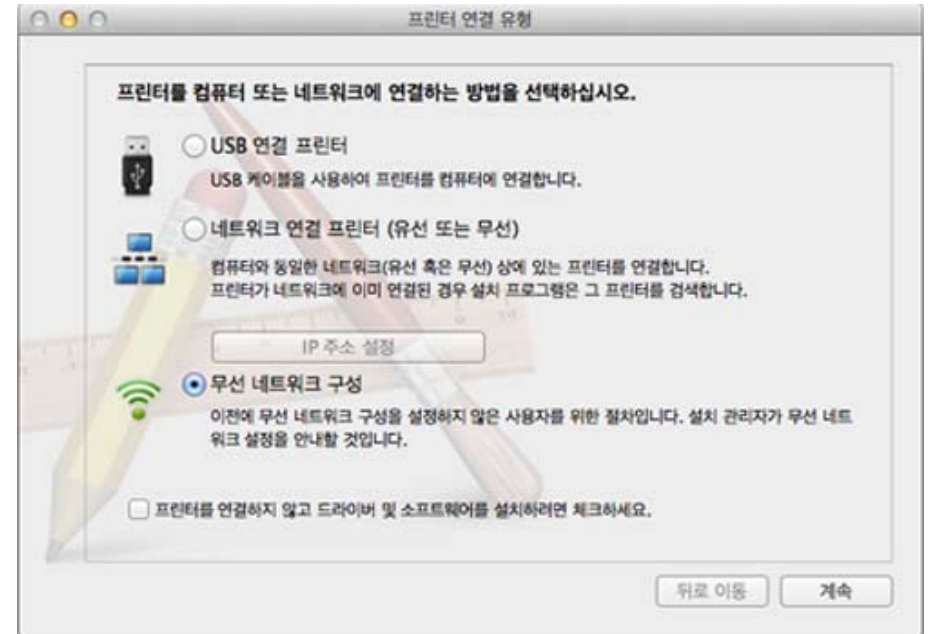 프린터 연결 유형
프린터를 컴퓨터 또는 네트워크에 연결하는 방법을 선택하십시오.
USB 연결 프린터
USB 케이블을 사용하여 프린터를 컴퓨터에 연결합니다.
네트워크 연결 프린터 (유선 또는 무선)
컴퓨터와 동일한 네트워크(유선 혹은 무선) 상에 있는 프린터를 연결합니다.
프린터가 네트워크에 이미 연결된 경우 설치 프로그램은 그 프린터를 검색합니다.
IP 주소 설정
무선 네트워크 구성
이전에 무선 네트워크 구성을 설정하지 않은 사용자를 위한 절차입니다. 설치 관리자가 무선 네트
워크 설정을 안내할 것입니다.
프린터를 연결하지 않고 드라이버 및 소프트웨어를 설치하려면 체크하세요.
뒤로 이동
계속